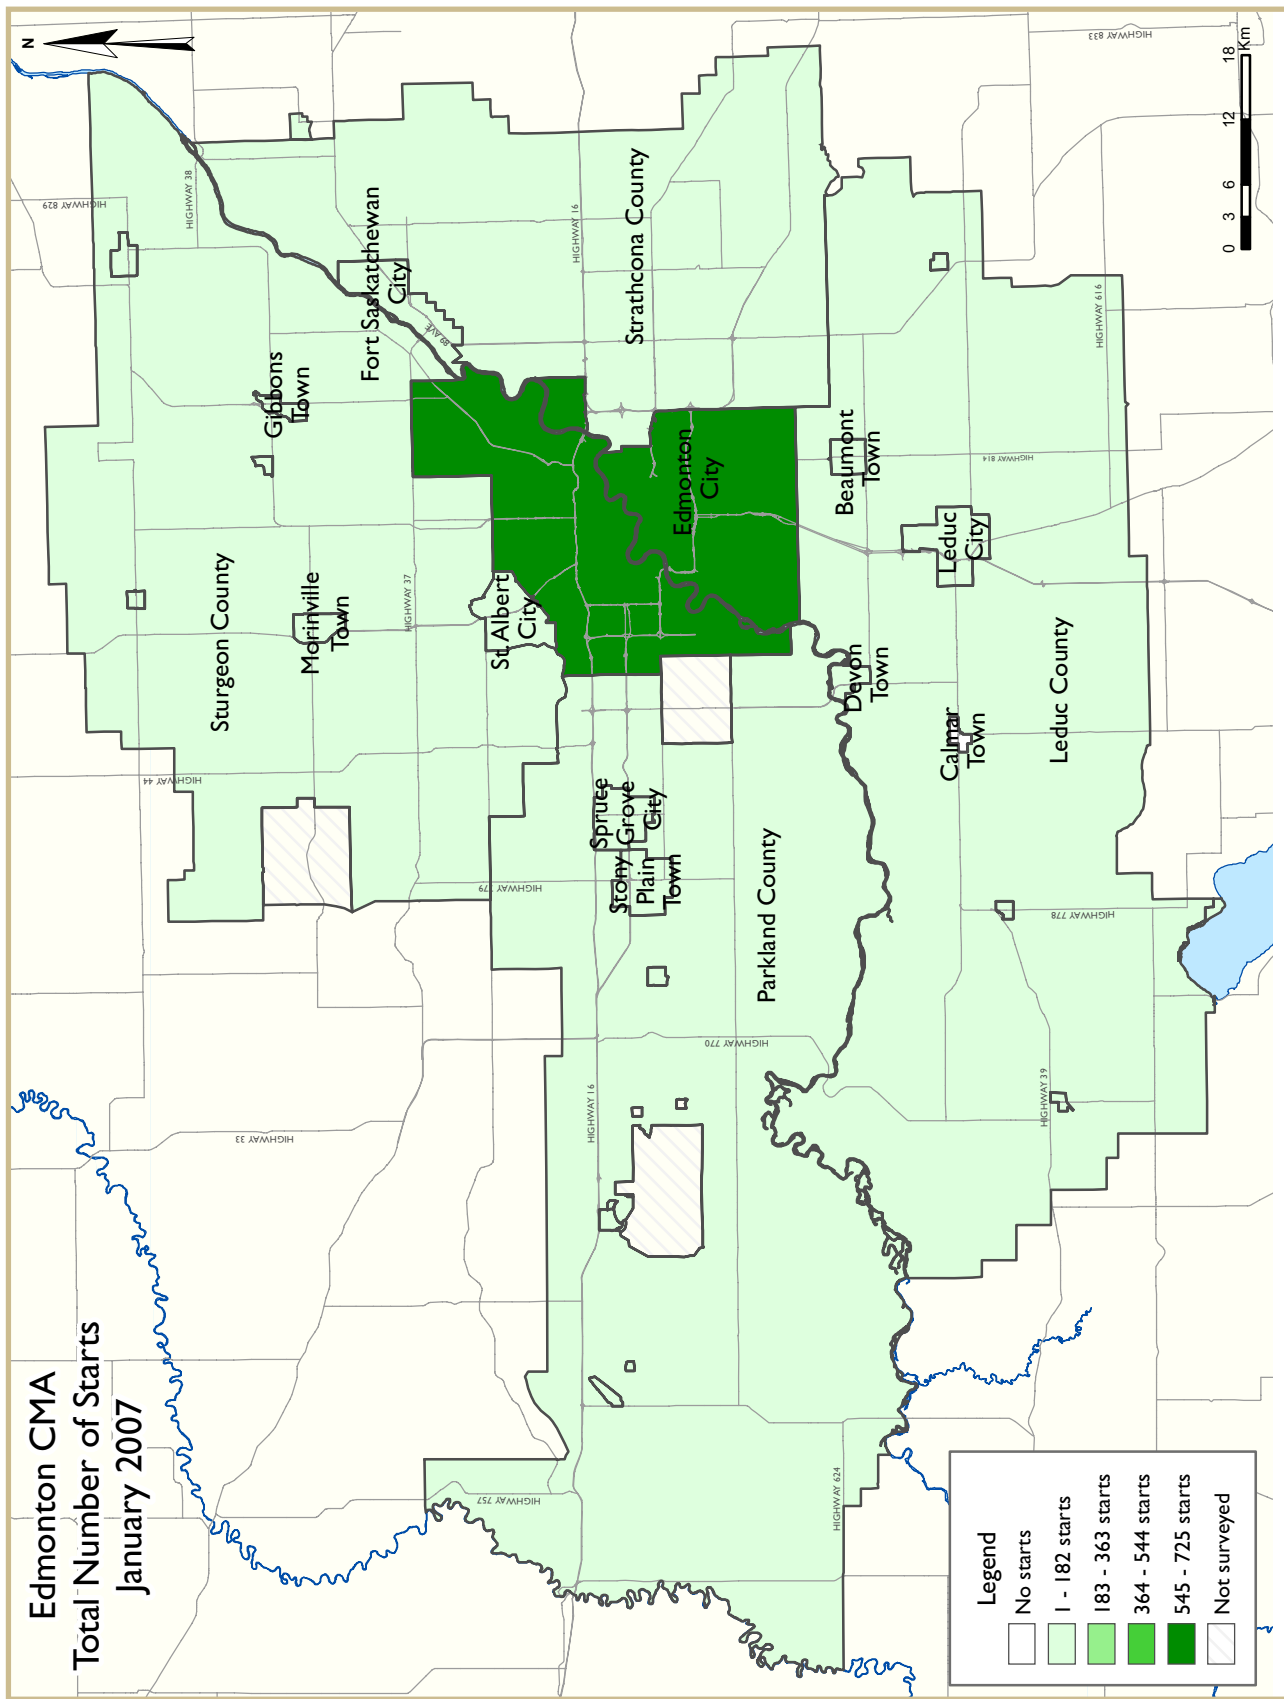 Edmonton CMA
Total Number of Starts
January 2007
N
HIGHWAY 829
HIGHWAY 38
HIGHWAY 833
HIGHWAY 44
HIGHWAY 37
HIGHWAY 33
HIGHWAY 779
HIGHWAY 16
HIGHWAY 16
HIGHWAY 757
HIGHWAY 770
HIGHWAY 624
HIGHWAY 39
HIGHWAY 778
HIGHWAY 814
HIGHWAY 616
89 AVE
Sturgeon County
Gibbons
Town
Morinville
Town
Fort Saskatchewan
City
St. Albert
City
Strathcona County
Edmonton
City
Spruce
Grove
City
Stony
Plain
Town
Parkland County
Beaumont
Town
Devon
Town
Leduc
City
Calmar
Town
Leduc County
Legend
No starts
1 - 182 starts
183 - 363 starts
364 - 544 starts
545 - 725 starts
Not surveyed
0 3 6 12 18
Km